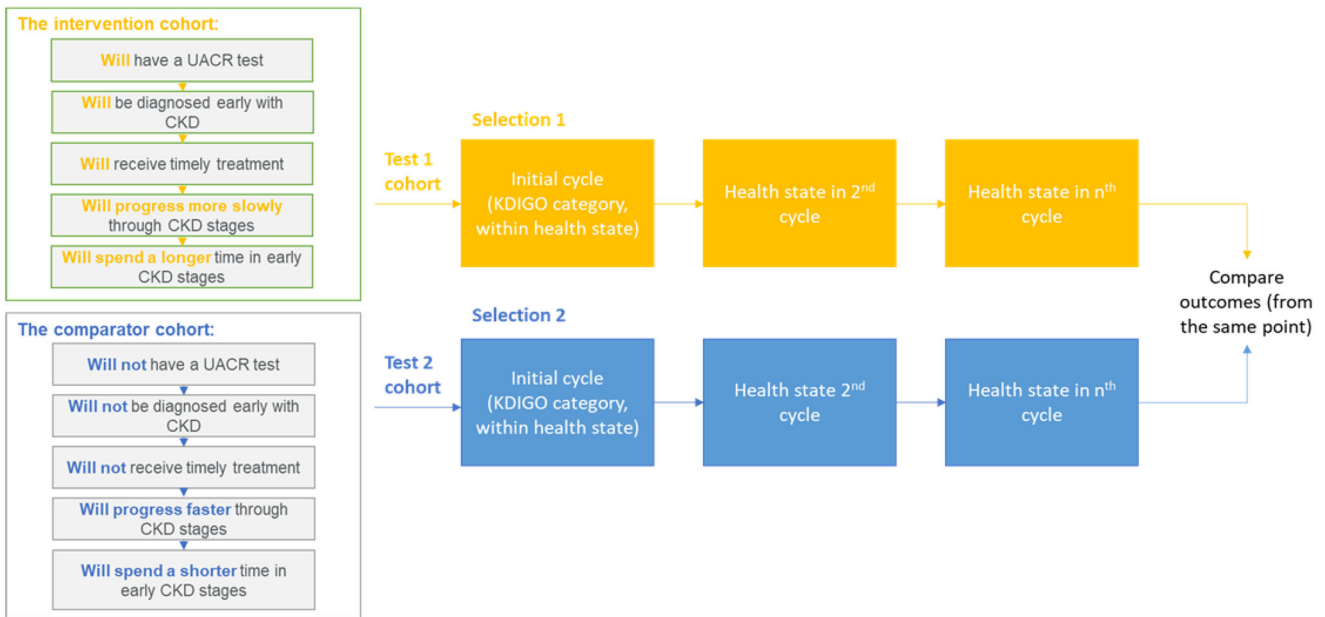 The intervention cohort:
Will have a UACR test
Will be diagnosed early with
CKD
Will receive timely treatment
Will progress more slowly
through CKD stages
Will spend a longer time in early
CKD stages
The comparator cohort:
Will not have a UACR test
Will not be diagnosed early with
CKD
Will not receive timely treatment
Will progress faster through
CKD stages
Will spend a shorter time in
early CKD stages
Test 1
cohort
Selection 1
Initial cycle
(KDIGO category,
within health state)
Health state in 2nd
cycle
Health state in nth
cycle
Test 2
cohort
Selection 2
Initial cycle
(KDIGO category,
within health state)
Health state 2nd
cycle
Health state in nth
cycle
Compare
outcomes (from
the same point)